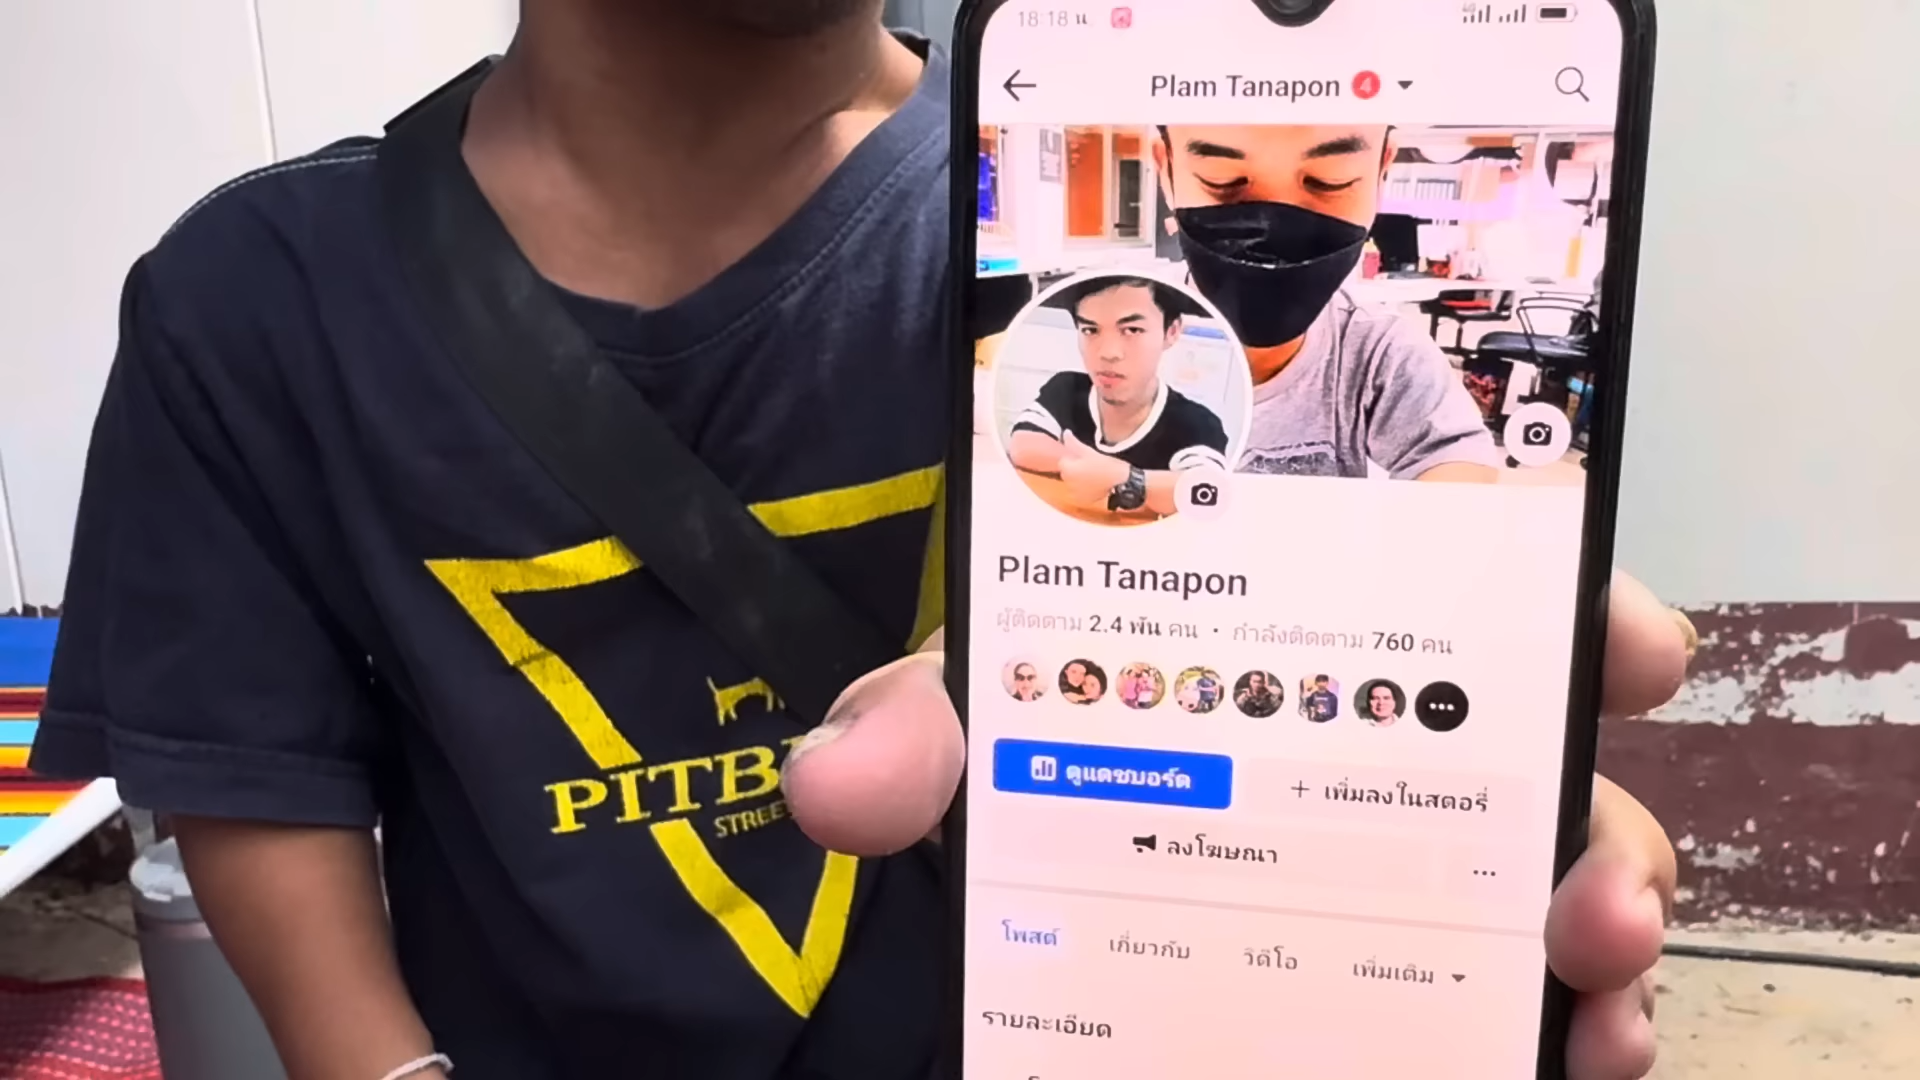 18:18 น.
Plam Tanapon 4
Plam Tanapon
ผู้ติดตาม 2.4 พัน คน · กำลังติดตาม 760 คน
ดูแดชบอร์ด
+ เพิ่มลงในสตอรี่
ลงโฆษณา
...
โพสต์ เกี่ยวกับ วิดีโอ เพิ่มเติม
รายละเอียด
PITB
STREE